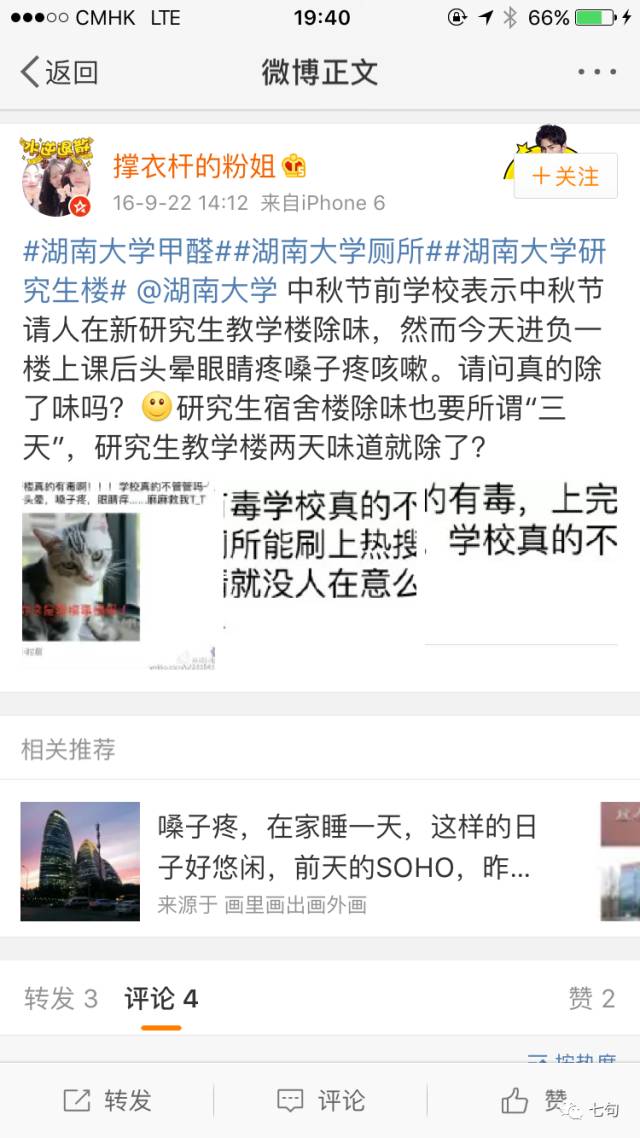 CMHK LTE 19:40 66%
返回 微博正文
水逆退散
撑衣杆的粉姐
+关注
16-9-22 14:12 来自iPhone 6
#湖南大学甲醛##湖南大学厕所##湖南大学研
究生楼# @湖南大学 中秋节前学校表示中秋节
请人在新研究生教学楼除味，然而今天进负一
楼上课后头晕眼睛疼嗓子疼咳嗽。请问真的除
了味吗？研究生宿舍楼除味也要所谓“三
天”，研究生教学楼两天味道就除了？
楼真的有毒啊！！！学校真的不管管吗
头晕，嗓子疼，眼睛痒……麻麻救我T_T
有毒学校真的不
厕所能刷上热搜
情就没人在意么
的有毒，上完
学校真的不
相关推荐
嗓子疼，在家睡一天，这样的日
子好悠闲，前天的SOHO，昨...
来源于 画里画出画外画
转发 3 评论 4 赞 2
按热度
转发 评论 赞
七句